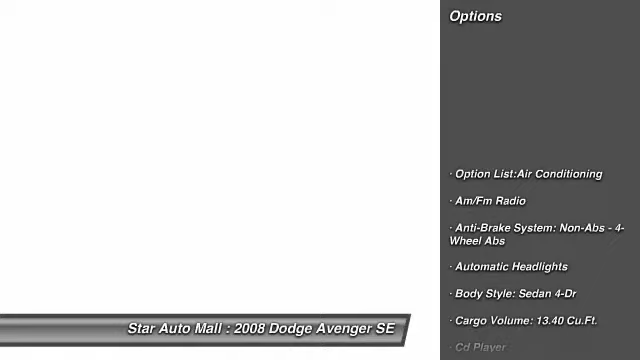 Options
· Option List:Air Conditioning
· Am/Fm Radio
· Anti-Brake System: Non-Abs - 4-
Wheel Abs
· Automatic Headlights
· Body Style: Sedan 4-Dr
· Cargo Volume: 13.40 Cu.Ft.
· Cd Player
Star Auto Mall : 2008 Dodge Avenger SE